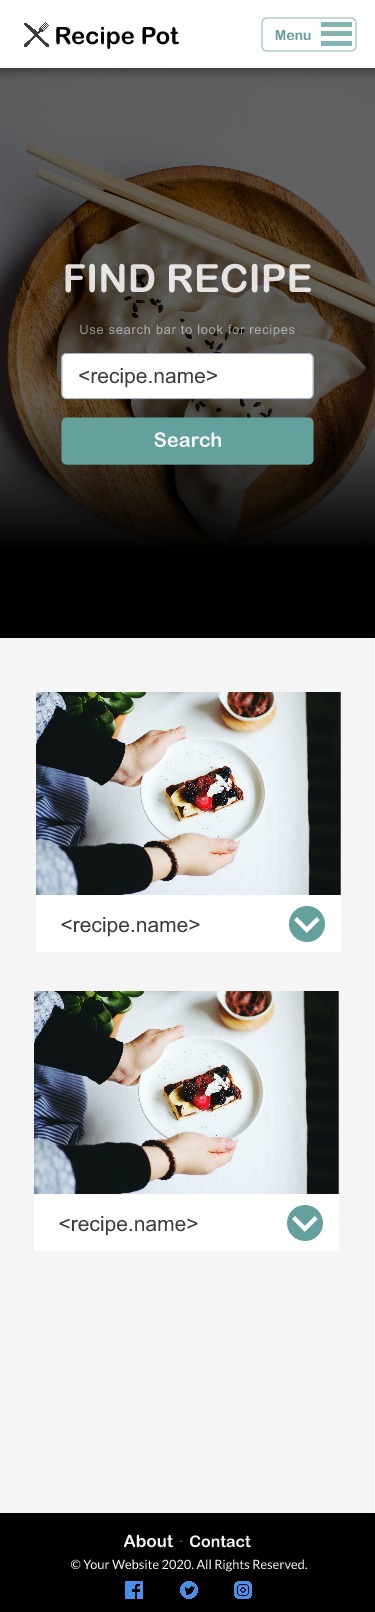 Recipe Pot
Menu
FIND RECIPE
Use search bar to look for recipes
<recipe.name>
Search
<recipe.name>
<recipe.name>
About · Contact
© Your Website 2020. All Rights Reserved.